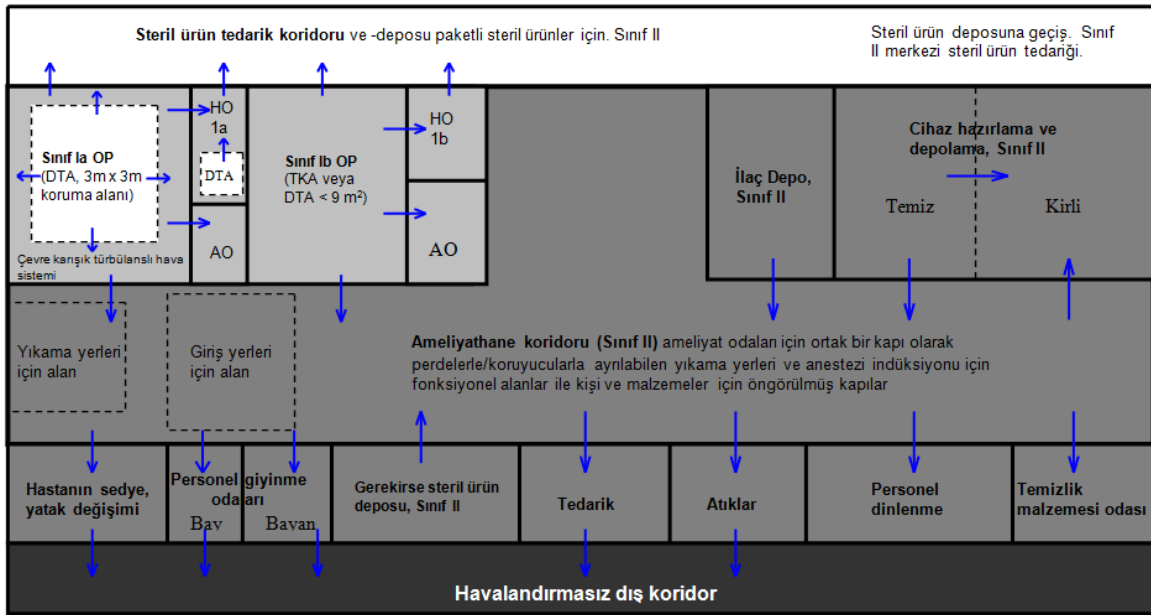 Steril ürün tedarik koridoru ve -deposu paketli steril ürünler için. Sınıf II
Steril ürün deposuna geçiş. Sınıf
II merkezi steril ürün tedariği.
Sınıf Ia OP
(DTA, 3m x 3m
koruma alanı)
Çevre karışık türbülanslı hava
sistemi
HO
1a
DTA
AO
Sınıf Ib OP
(TKA veya
DTA < 9 m²)
HO
1b
AO
İlaç Depo,
Sınıf II
Cihaz hazırlama ve
depolama, Sınıf II
Temiz
Kirli
Yıkama yerleri
için alan
Giriş yerleri
için alan
Ameliyathane koridoru (Sınıf II) ameliyat odaları için ortak bir kapı olarak
perdelerle/koruyucularla ayrılabilen yıkama yerleri ve anestezi indüksiyonu için
fonksiyonel alanlar ile kişi ve malzemeler için öngörülmüş kapılar
Hastanın sedye,
yatak değişimi
Personel giyinme
odaları
Bay
Bayan
Gerekirse steril ürün
deposu, Sınıf II
Tedarik
Atıklar
Personel
dinlenme
Temizlik
malzemesi odası
Havalandırmasız dış koridor